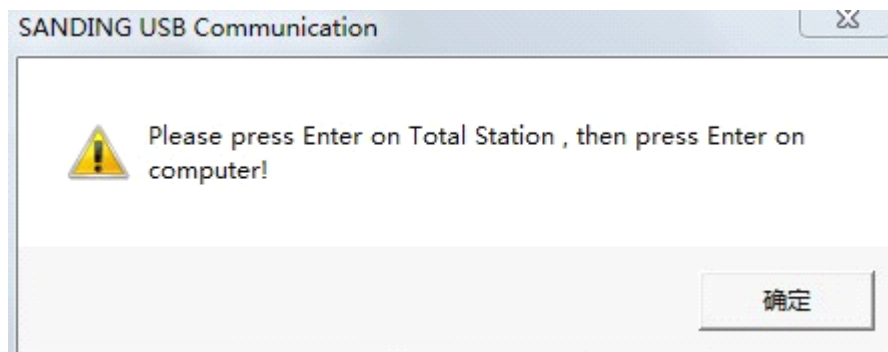 SANDING USB Communication
Please press Enter on Total Station , then press Enter on
computer!
确定